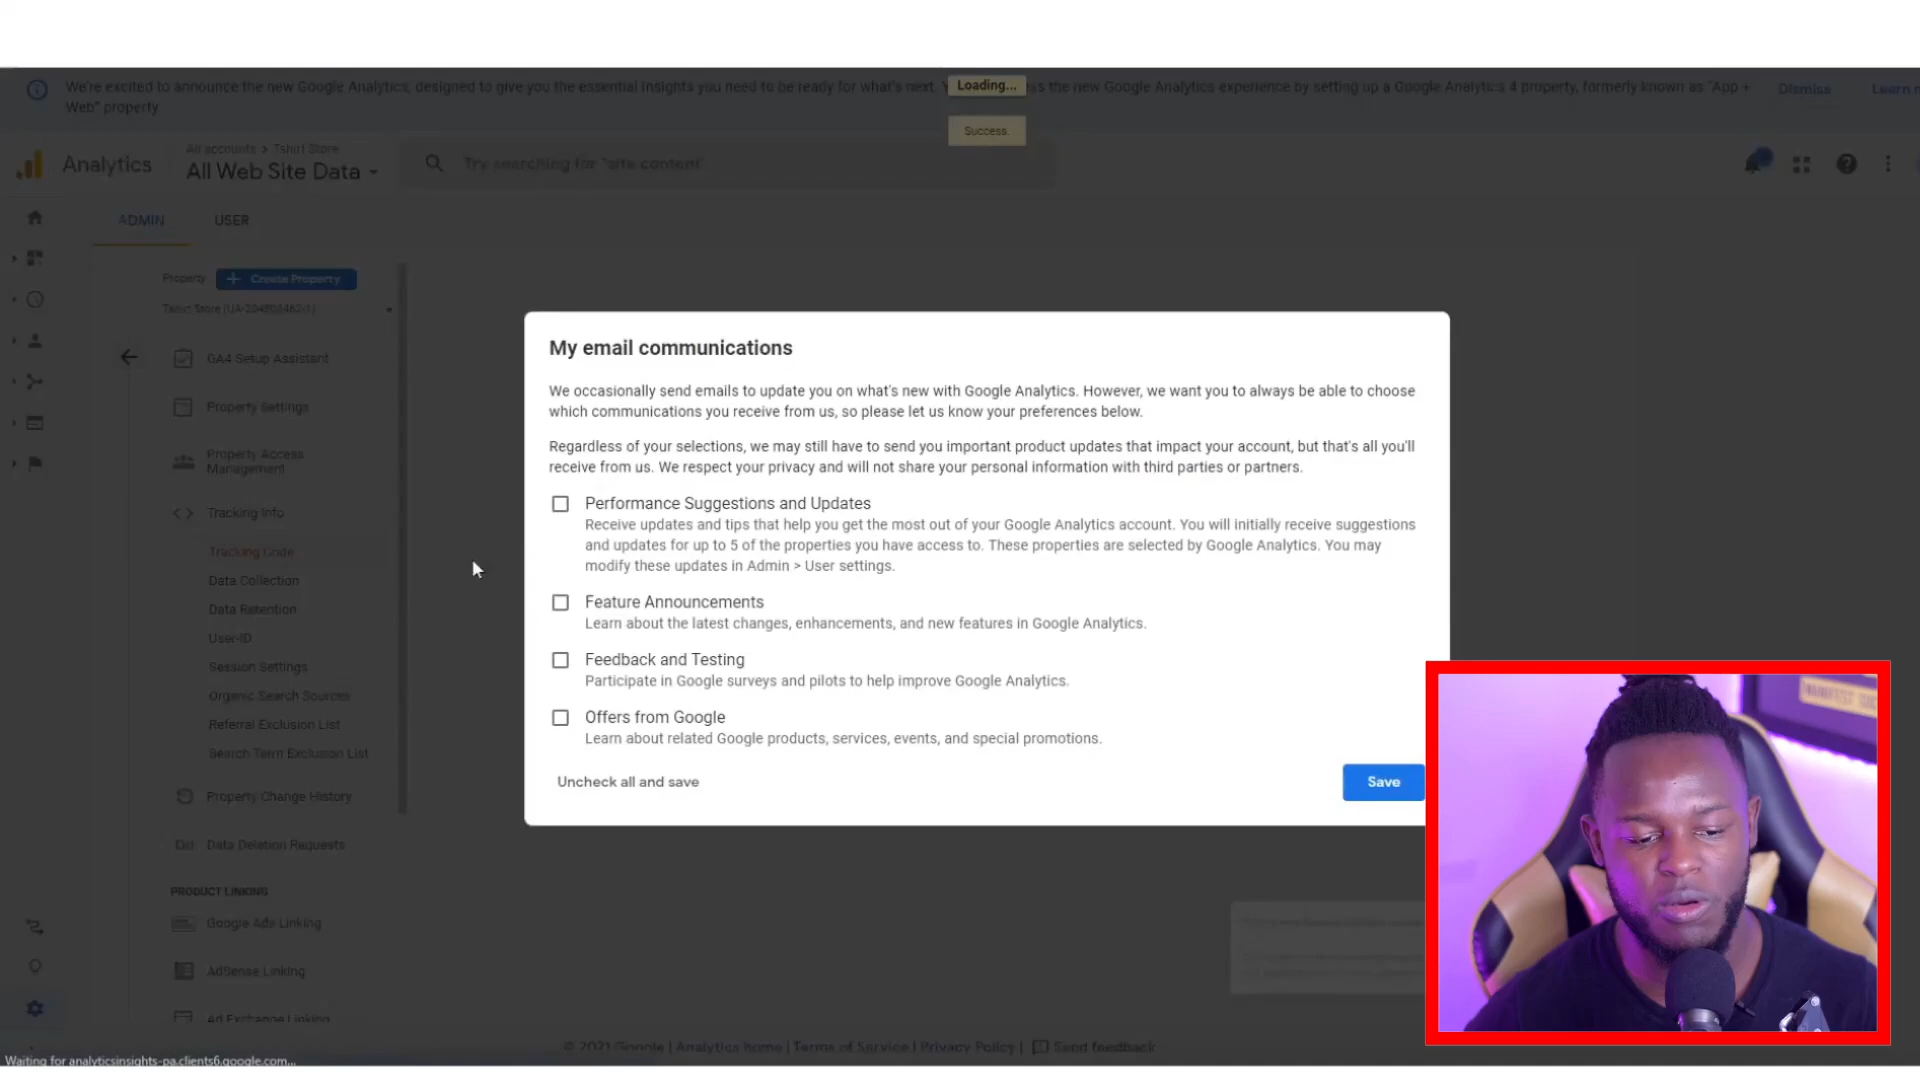 We're excited to announce the new Google Analytics, designed to give you the essential insights you need to be ready for what's next.
Loading...
s the new Google Analytics experience by setting up a Google Analytics 4 property, formerly known as "App +
Web" property
Dismiss
Learn
Success.
Analytics
All accounts > Tshirt Store
All Web Site Data
Try searching for "site content"
ADMIN
USER
Property
+ Create Property
GA4 Setup Assistant
Property Settings
Property Access
Management
Tracking Info
Tracking Code
Data Collection
Data Retention
User-ID
Session Settings
Organic Search Sources
Referral Exclusion List
Search Term Exclusion List
Property Change History
Data Deletion Requests
PRODUCT LINKING
Google Ads Linking
AdSense Linking
Ad Exchange Linking
My email communications
We occasionally send emails to update you on what's new with Google Analytics. However, we want you to always be able to choose
which communications you receive from us, so please let us know your preferences below.
Regardless of your selections, we may still have to send you important product updates that impact your account, but that's all you'll
receive from us. We respect your privacy and will not share your personal information with third parties or partners.
Performance Suggestions and Updates
Receive updates and tips that help you get the most out of your Google Analytics account. You will initially receive suggestions
and updates for up to 5 of the properties you have access to. These properties are selected by Google Analytics. You may
modify these updates in Admin > User settings.
Feature Announcements
Learn about the latest changes, enhancements, and new features in Google Analytics.
Feedback and Testing
Participate in Google surveys and pilots to help improve Google Analytics.
Offers from Google
Learn about related Google products, services, events, and special promotions.
Uncheck all and save
Save
© 2021 Google | Analytics home | Terms of Service | Privacy Policy | Send feedback
Waiting for analyticsinsights-pa.clients6.google.com...